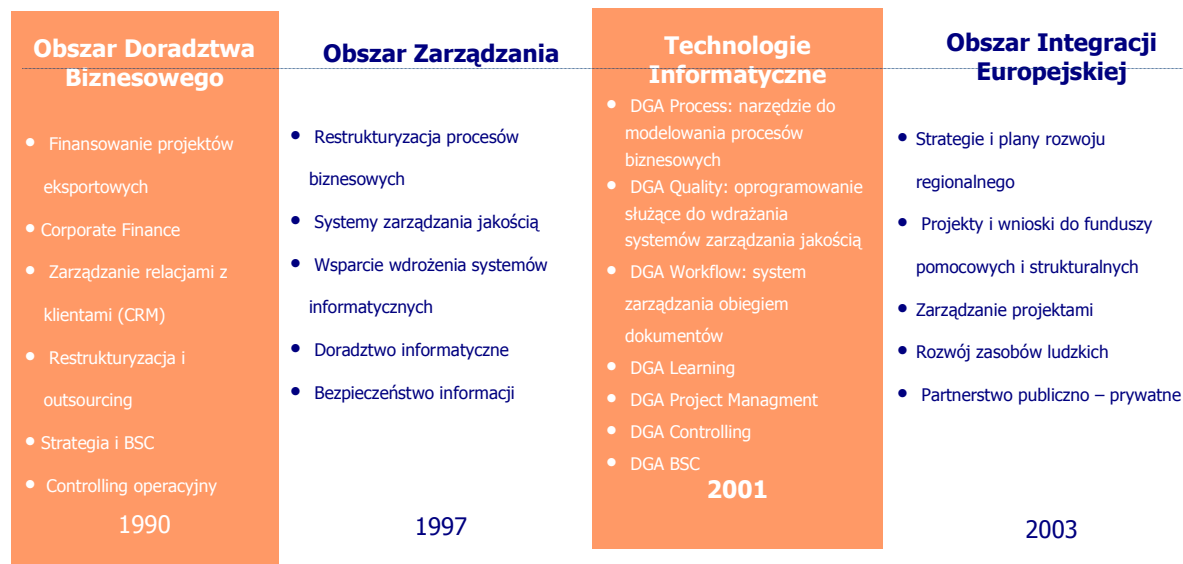 Obszar Doradztwa
Biznesowego
• Finansowanie projektów
eksportowych
• Corporate Finance
• Zarządzanie relacjami z
klientami (CRM)
• Restrukturyzacja i
outsourcing
• Strategia i BSC
• Controlling operacyjny
1990
Obszar Zarządzania
• Restrukturyzacja procesów
biznesowych
• Systemy zarządzania jakością
• Wsparcie wdrożenia systemów
informatycznych
• Doradztwo informatyczne
• Bezpieczeństwo informacji
1997
Technologie
Informatyczne
• DGA Process: narzędzie do
modelowania procesów
biznesowych
• DGA Quality: oprogramowanie
służące do wdrażania
systemów zarządzania jakością
• DGA Workflow: system
zarządzania obiegiem
dokumentów
• DGA Learning
• DGA Project Managment
• DGA Controlling
• DGA BSC
2001
Obszar Integracji
Europejskiej
• Strategie i plany rozwoju
regionalnego
• Projekty i wnioski do funduszy
pomocowych i strukturalnych
• Zarządzanie projektami
• Rozwój zasobów ludzkich
• Partnerstwo publiczno – prywatne
2003